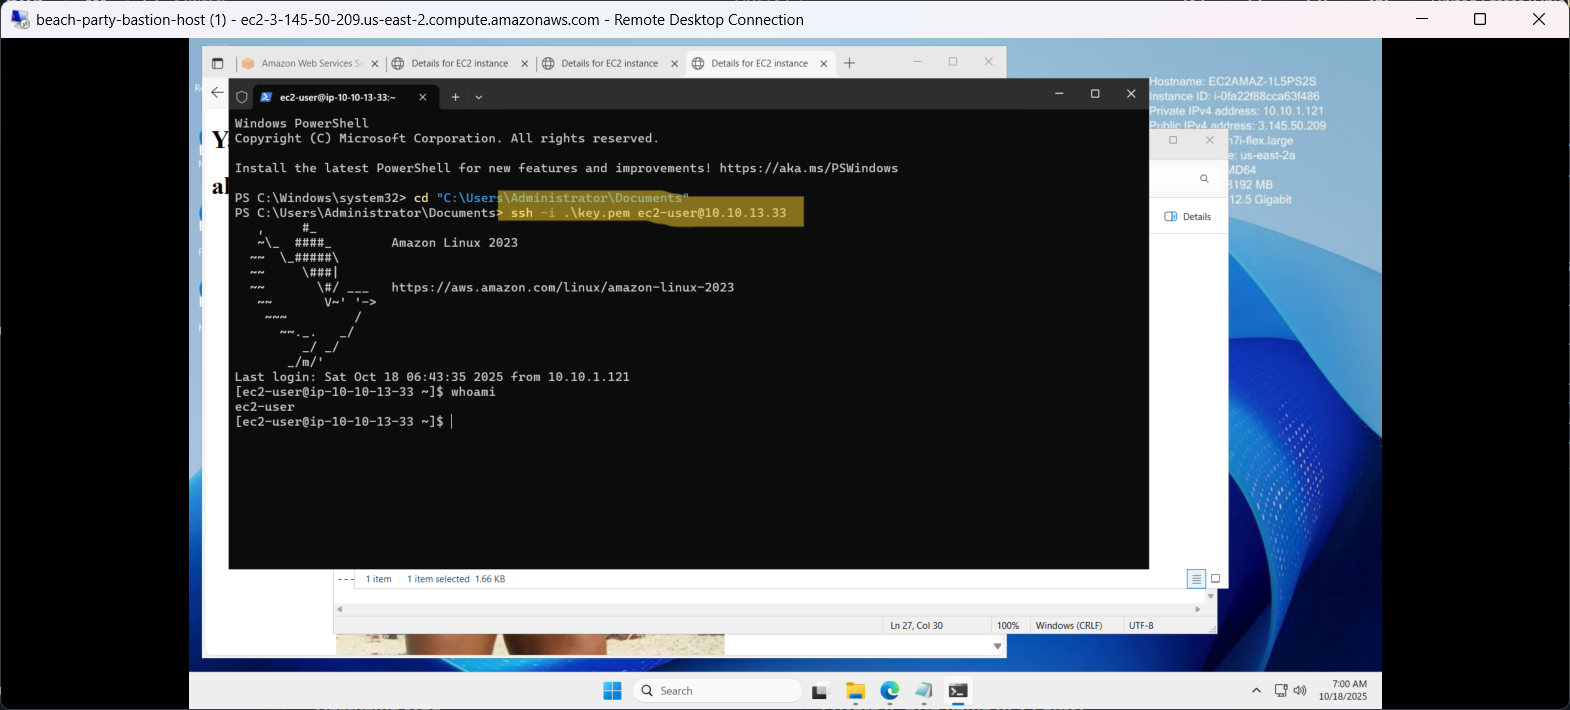 beach-party-bastion-host (1) - ec2-3-145-50-209.us-east-2.compute.amazonaws.com - Remote Desktop Connection
Amazon Web Services S
Details for EC2 instance
Details for EC2 instance
Details for EC2 instance
ec2-user@ip-10-10-13-33:~
Hostname: EC2AMAZ-1L5PS2S
Instance ID: i-0fa22f88cca63f486
Private IPv4 address: 10.10.1.121
Public IPv4 address: 3.145.50.209
n7i-flex.large
e: us-east-2a
MD64
8192 MB
12.5 Gigabit
Details
Windows PowerShell
Copyright (C) Microsoft Corporation. All rights reserved.
Install the latest PowerShell for new features and improvements! https://aka.ms/PSWindows
PS C:\Windows\system32> cd "C:\Users\Administrator\Documents"
PS C:\Users\Administrator\Documents> ssh -i .\key.pem ec2-user@10.10.13.33
   ,     #_
   ~\_  ####_        Amazon Linux 2023
  ~~  \_#####\
  ~~     \###|
  ~~       \#/ ___   https://aws.amazon.com/linux/amazon-linux-2023
   ~~       V~' '->
    ~~~         /
      ~~._.   _/
         _/ _/
       _/m/'
Last login: Sat Oct 18 06:43:35 2025 from 10.10.1.121
[ec2-user@ip-10-10-13-33 ~]$ whoami
ec2-user
[ec2-user@ip-10-10-13-33 ~]$
1 item 1 item selected 1.66 KB
Ln 27, Col 30 100% Windows (CRLF) UTF-8
Search
7:00 AM
10/18/2025